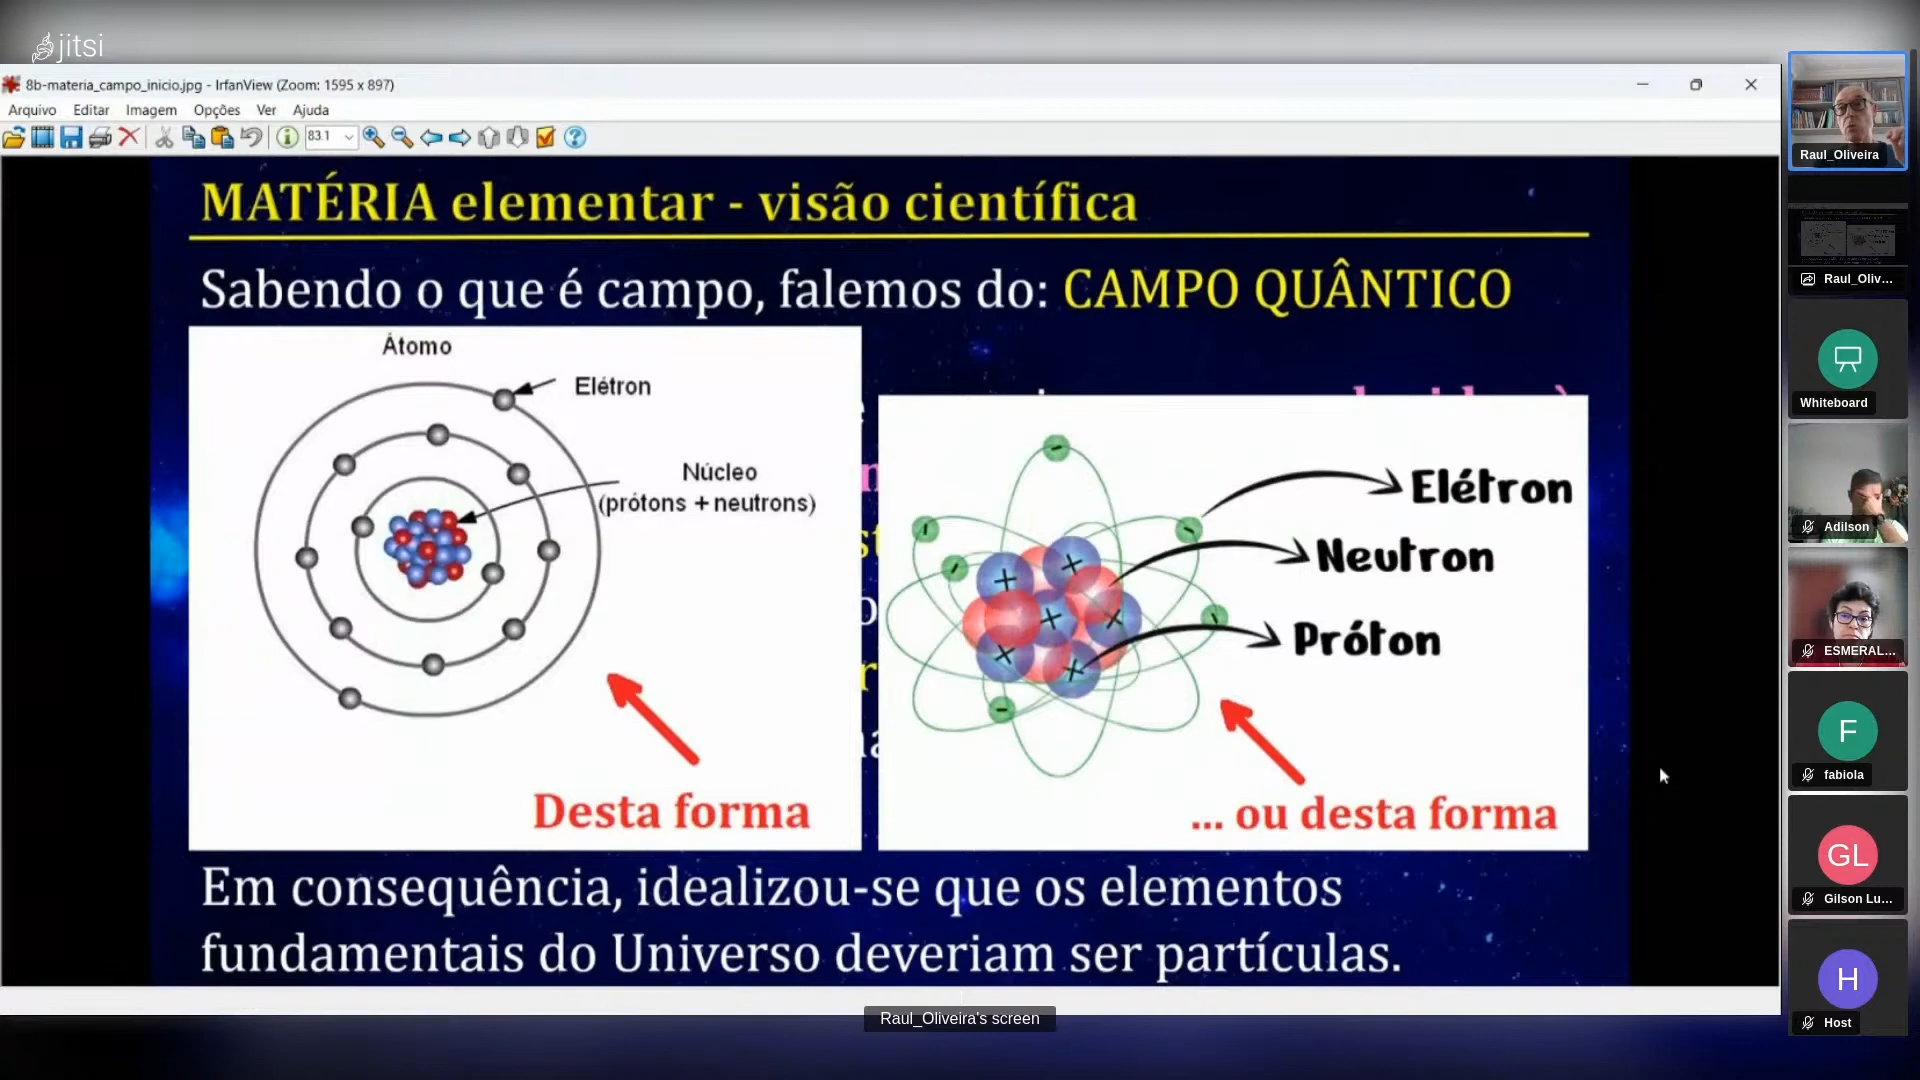 jitsi
8b-materia_campo_inicio.jpg - IrfanView (Zoom: 1595 x 897)
Arquivo Editar Imagem Opções Ver Ajuda
83.1
MATÉRIA elementar - visão científica
Sabendo o que é campo, falemos do: CAMPO QUÂNTICO
Átomo
Elétron
Núcleo
(prótons + neutrons)
Desta forma
Elétron
Neutron
Próton
... ou desta forma
Em consequência, idealizou-se que os elementos
fundamentais do Universo deveriam ser partículas.
Raul_Oliveira's screen
Raul_Oliveira
Raul_Oliv...
Whiteboard
Adilson
ESMERAL...
F
fabiola
GL
Gilson Lu...
H
Host